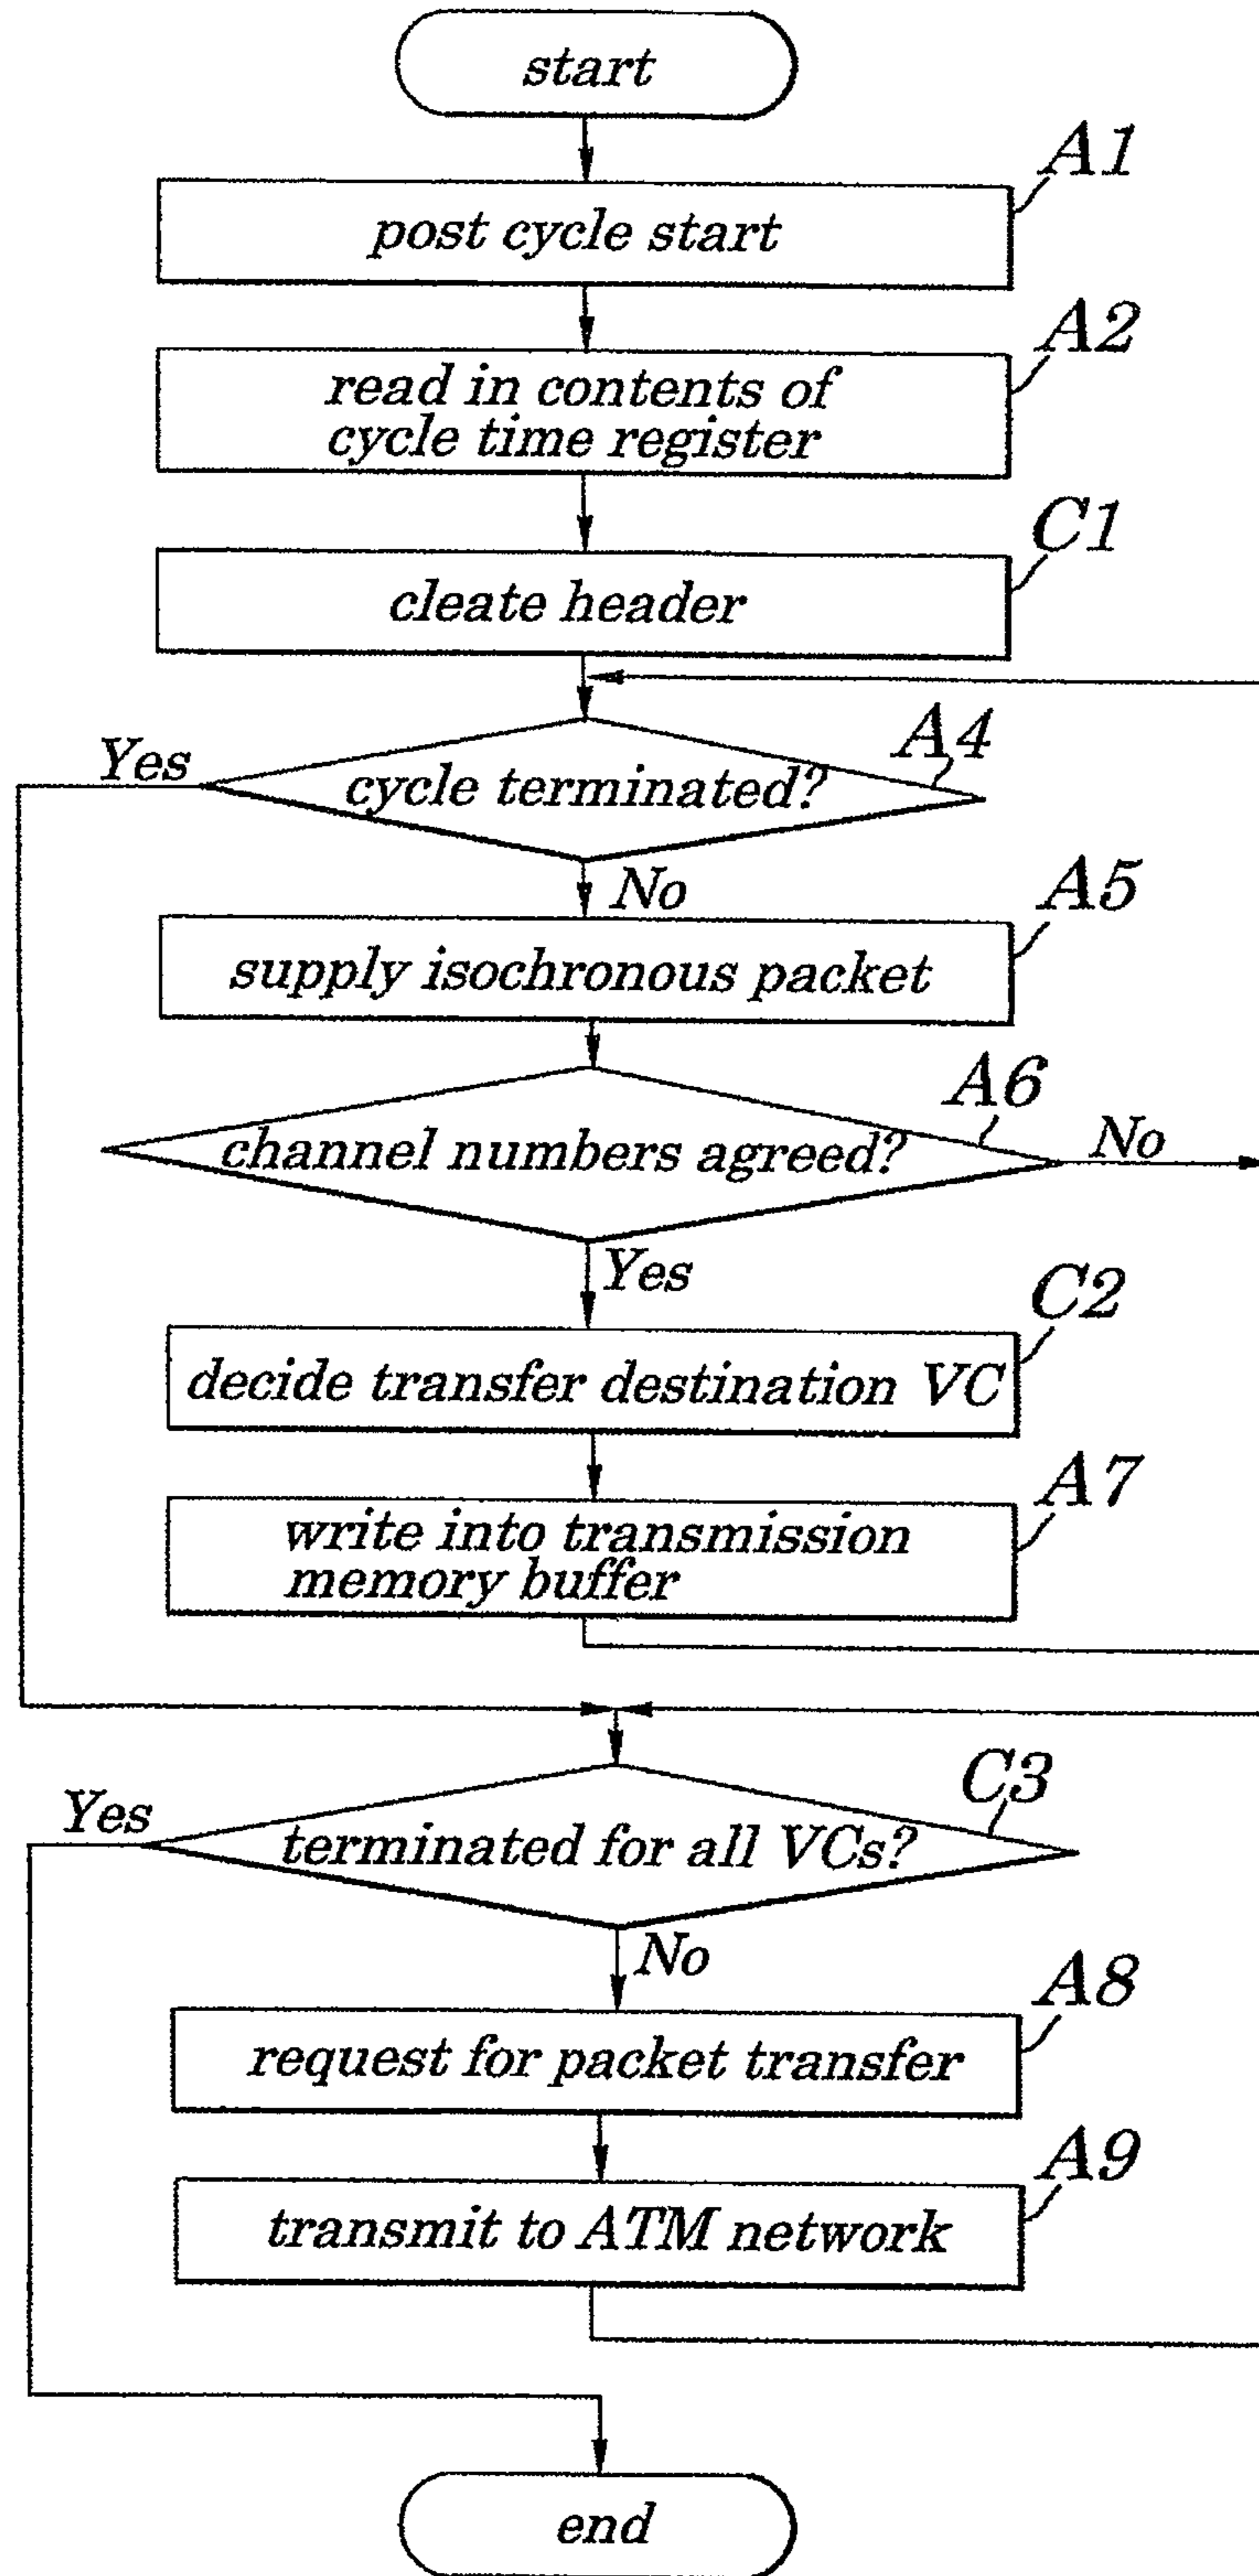 start
A1
post cycle start
A2
read in contents of
cycle time register
C1
cleate header
A4
Yes
cycle terminated?
No
A5
supply isochronous packet
A6
channel numbers agreed?
No
Yes
C2
decide transfer destination VC
A7
write into transmission
memory buffer
C3
Yes
terminated for all VCs?
No
A8
request for packet transfer
A9
transmit to ATM network
end